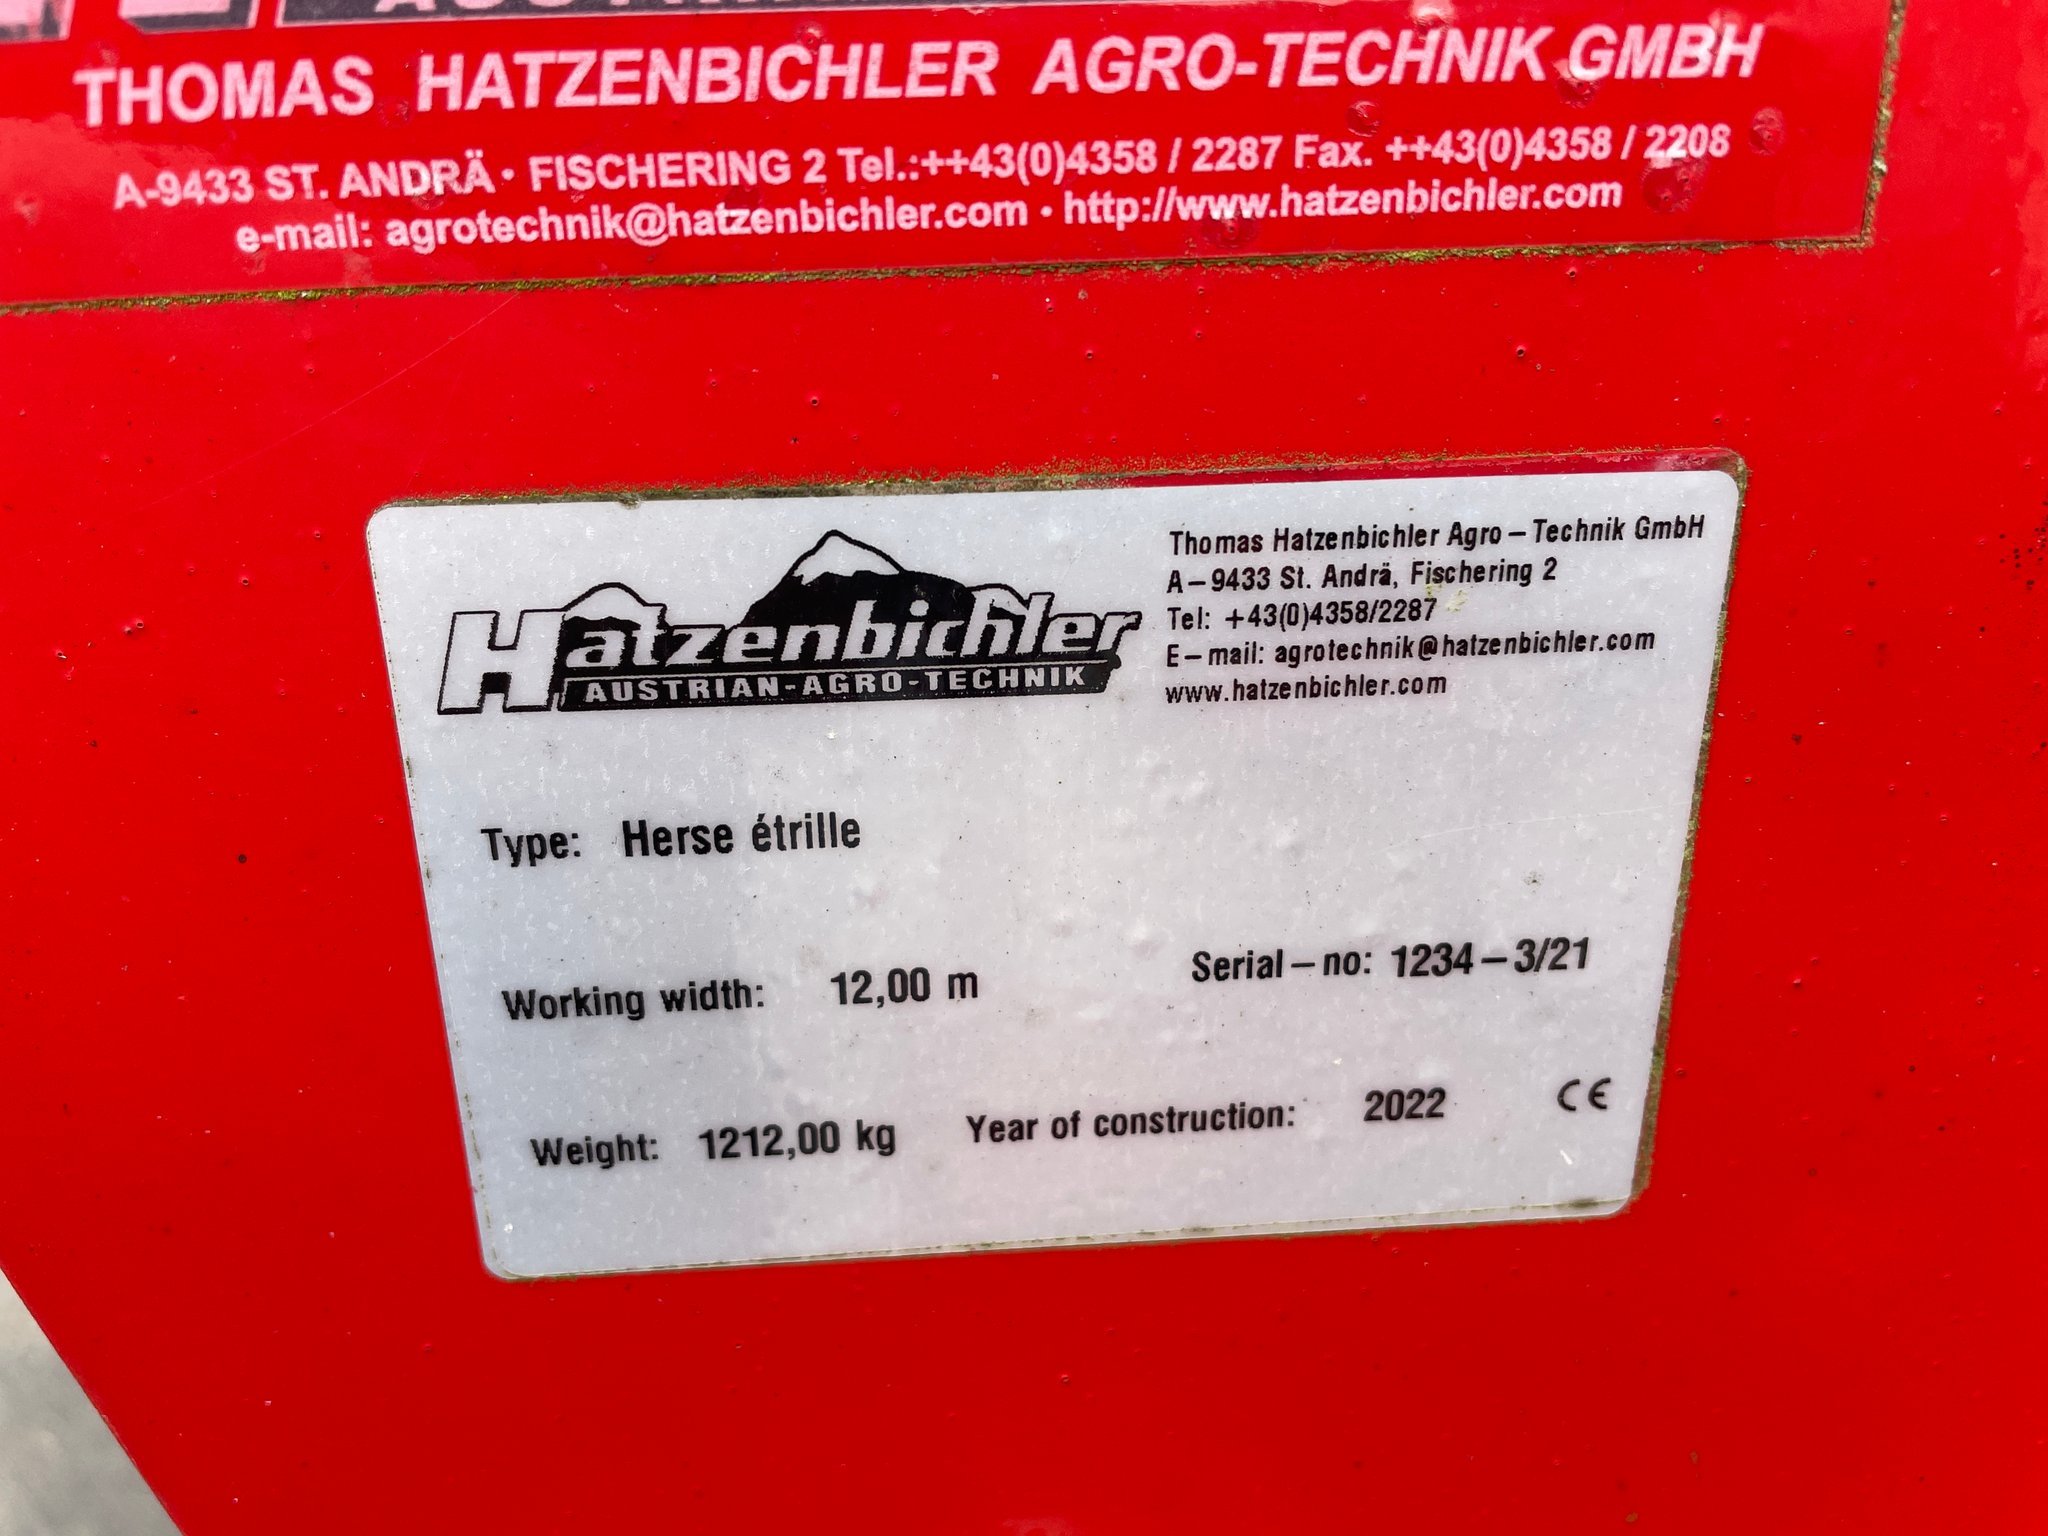 THOMAS HATZENBICHLER AGRO-TECHNIK GMBH
A-9433 ST. ANDRÄ · FISCHERING 2 Tel.:++43(0)4358 / 2287 Fax. ++43(0)4358 / 2208
e-mail: agrotechnik@hatzenbichler.com · http://www.hatzenbichler.com
Hatzenbichler
AUSTRIAN-AGRO-TECHNIK
Thomas Hatzenbichler Agro – Technik GmbH
A – 9433 St. Andrä, Fischering 2
Tel: +43(0)4358/2287
E – mail: agrotechnik@hatzenbichler.com
www.hatzenbichler.com
Type: Herse étrille
Working width: 12,00 m
Serial – no: 1234 – 3/21
Weight: 1212,00 kg
Year of construction: 2022
CE